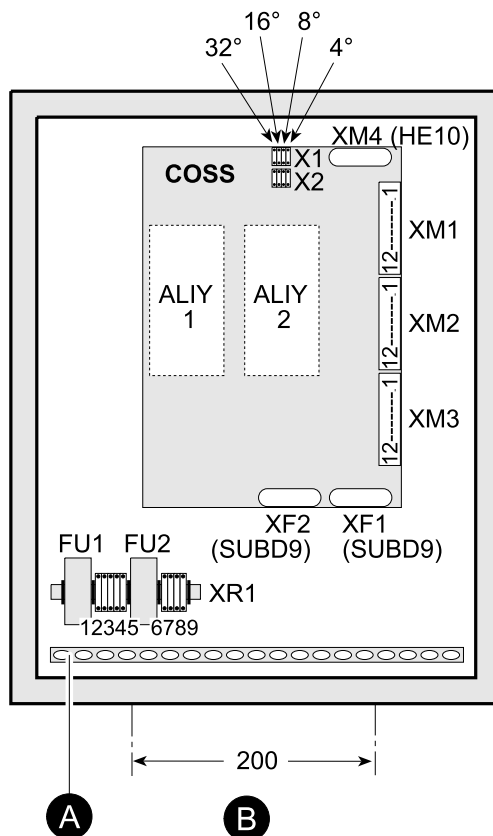 16° 8°
32° 4°
XM4 (HE10)
COSS
X1
X2
12------1
XM1
ALIY
1
ALIY
2
12------1
XM2
12------1
XM3
XF2
(SUBD9)
XF1
(SUBD9)
FU1 FU2
XR1
12345 6789
200
A B